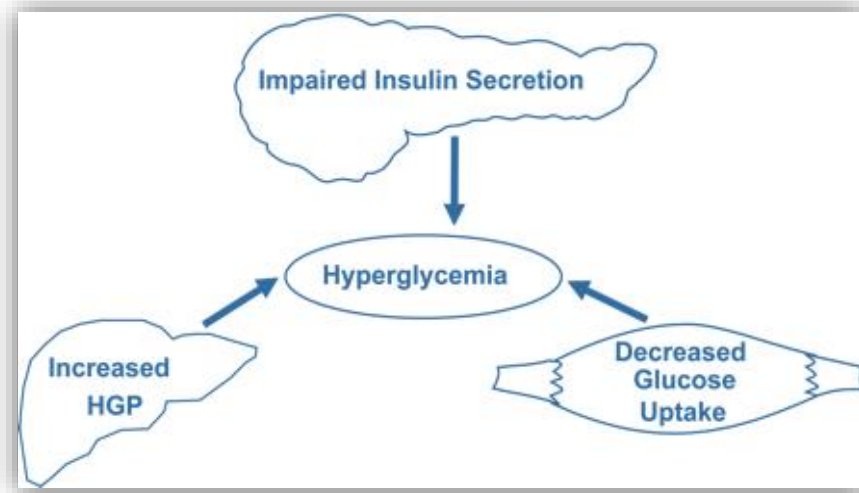 Impaired Insulin Secretion
Hyperglycemia
Increased
HGP
Decreased
Glucose
Uptake